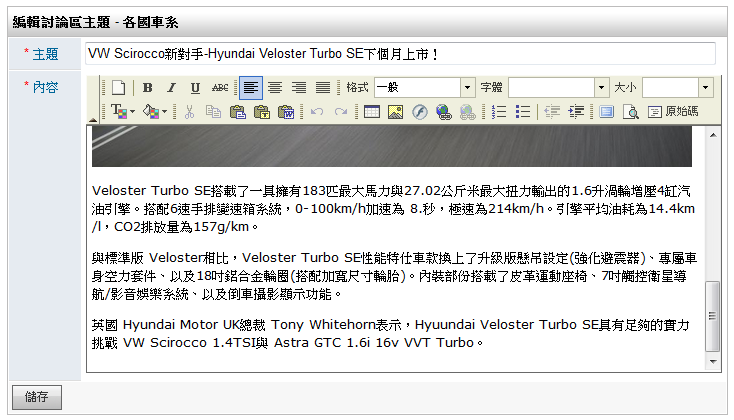 編輯討論區主題 - 各國車系
* 主題
VW Scirocco新對手-Hyundai Veloster Turbo SE下個月上市！
* 內容
B I U ABC 格式 一般 字體 大小
原始碼
Veloster Turbo SE搭載了一具擁有183匹最大馬力與27.02公斤米最大扭力輸出的1.6升渦輪增壓4缸汽
油引擎。搭配6速手排變速箱系統，0-100km/h加速為 8.秒，極速為214km/h。引擎平均油耗為14.4km
/l，CO2排放量為157g/km。
與標準版 Veloster相比，Veloster Turbo SE性能特仕車款換上了升級版懸吊設定(強化避震器)、專屬車
身空力套件、以及18吋鋁合金輪圈(搭配加寬尺寸輪胎)。內裝部份搭載了皮革運動座椅、7吋觸控衛星導
航/影音娛樂系統、以及倒車攝影顯示功能。
英國 Hyundai Motor UK總裁 Tony Whitehorn表示，Hyuundai Veloster Turbo SE具有足夠的實力
挑戰 VW Scirocco 1.4TSI與 Astra GTC 1.6i 16v VVT Turbo。
儲存